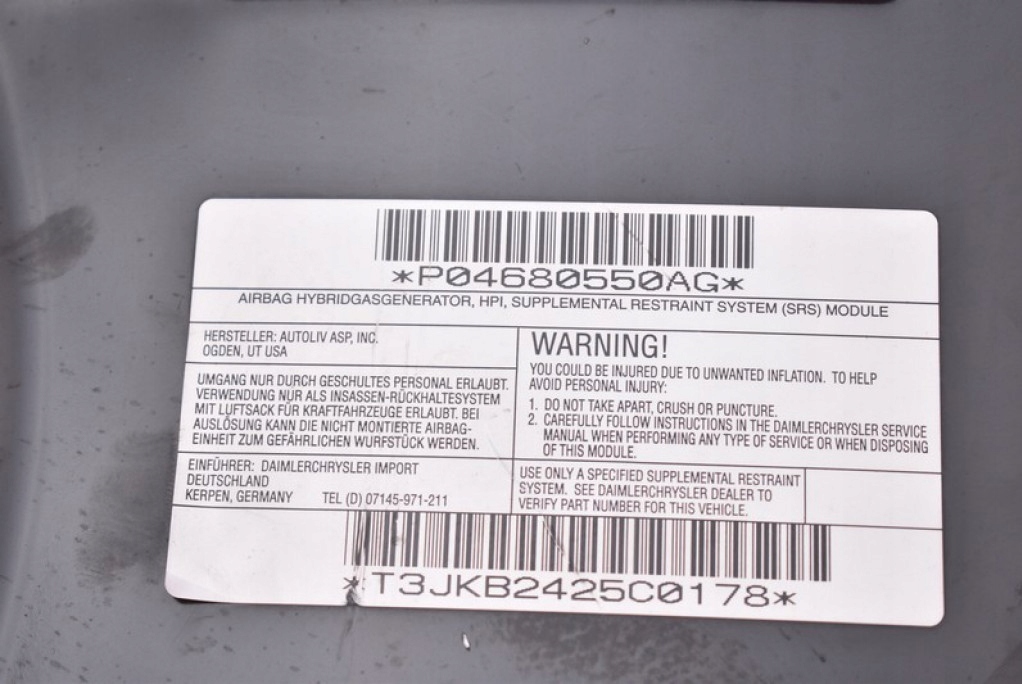 *P04680550AG*
AIRBAG HYBRIDGASGENERATOR, HPI, SUPPLEMENTAL RESTRAINT SYSTEM (SRS) MODULE
HERSTELLER: AUTOLIV ASP, INC.
OGDEN, UT USA
UMGANG NUR DURCH GESCHULTES PERSONAL ERLAUBT.
VERWENDUNG NUR ALS INSASSEN-RÜCKHALTESYSTEM
MIT LUFTSACK FÜR KRAFTFAHRZEUGE ERLAUBT. BEI
AUSLÖSUNG KANN DIE NICHT MONTIERTE AIRBAG-
EINHEIT ZUM GEFÄHRLICHEN WURFSTÜCK WERDEN.
EINFÜHRER: DAIMLERCHRYSLER IMPORT
DEUTSCHLAND
KERPEN, GERMANY TEL (D) 07145-971-211
WARNING!
YOU COULD BE INJURED DUE TO UNWANTED INFLATION. TO HELP
AVOID PERSONAL INJURY:
1. DO NOT TAKE APART, CRUSH OR PUNCTURE.
2. CAREFULLY FOLLOW INSTRUCTIONS IN THE DAIMLERCHRYSLER SERVICE
MANUAL WHEN PERFORMING ANY TYPE OF SERVICE OR WHEN DISPOSING
OF THIS MODULE.
USE ONLY A SPECIFIED SUPPLEMENTAL RESTRAINT
SYSTEM. SEE DAIMLERCHRYSLER DEALER TO
VERIFY PART NUMBER FOR THIS VEHICLE.
*T3JKB2425C0178*